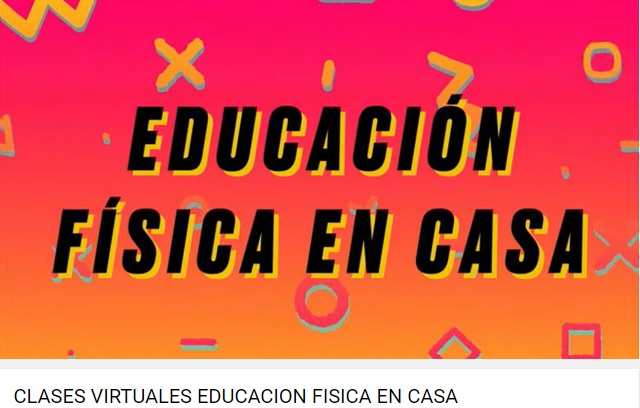 EDUCACIÓN
FÍSICA EN CASA
CLASES VIRTUALES EDUCACION FISICA EN CASA